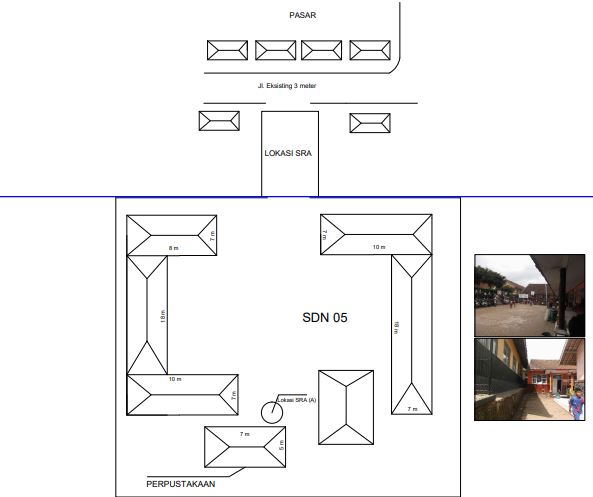 PASAR
Jl. Eksisting 3 meter
LOKASI SRA
7 m
8 m
7 m
10 m
18 m
SDN 05
18 m
10 m
7 m
Lokasi SRA (A)
7 m
7 m
5 m
PERPUSTAKAAN